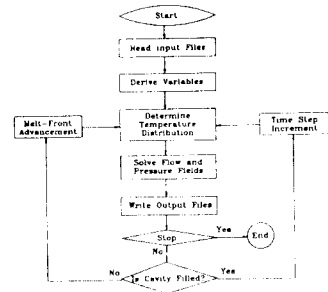 Start
Read Input Files
Derive Variables
Melt-Front
Advancement
Determine
Temperature
Distribution
Time Step
Increment
Solve Flow and
Pressure Fields
Write Output Files
Stop
Yes
End
No
No
Is Cavity Filled?
Yes